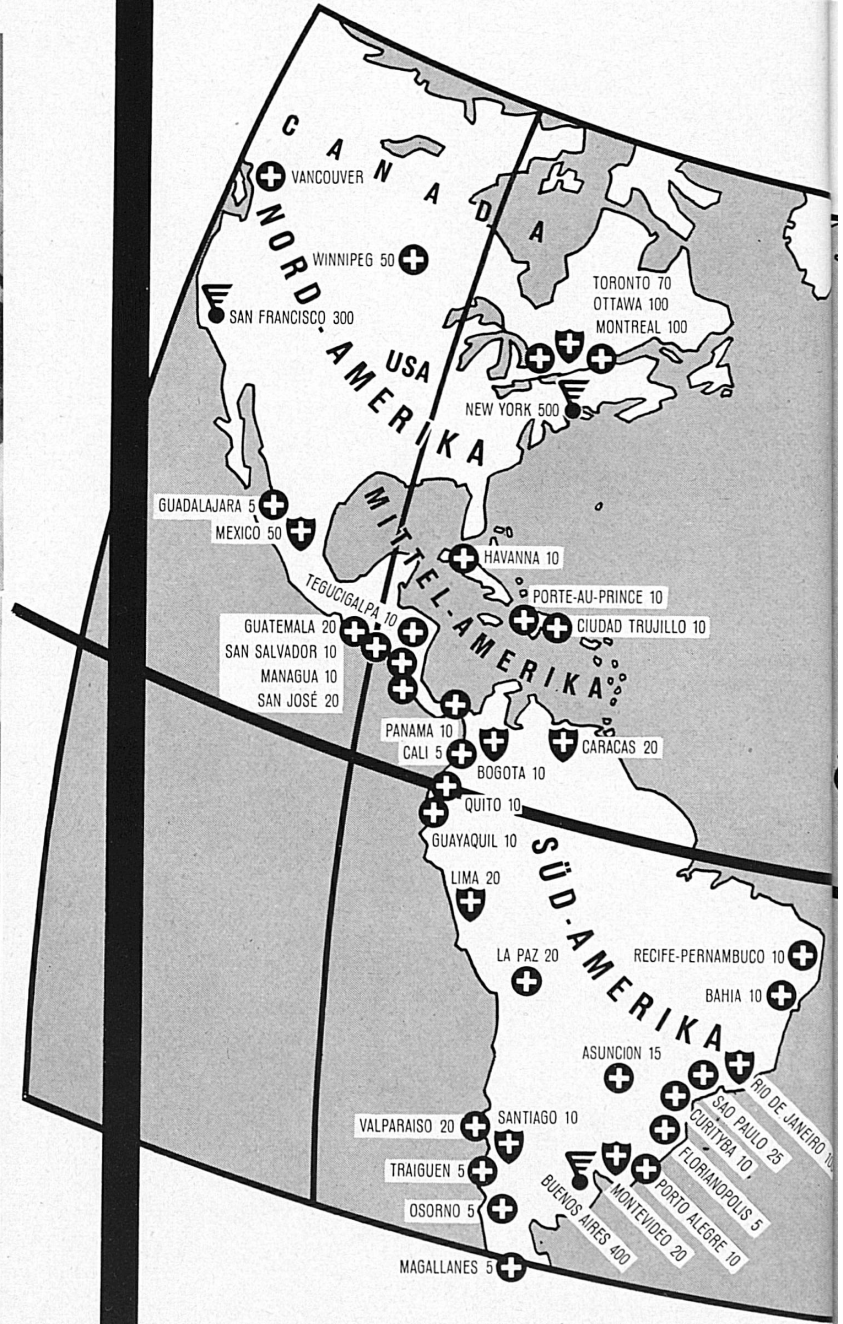 CANADA
VANCOUVER
NORD-AMERIKA
WINNIPEG 50
SAN FRANCISCO 300
USA
TORONTO 70
OTTAWA 100
MONTREAL 100
NEW YORK 500
GUADALAJARA 5
MEXICO 50
MITTEL-AMERIKA
HAVANNA 10
PORTE-AU-PRINCE 10
CIUDAD TRUJILLO 10
TEGUCIGALPA 10
GUATEMALA 20
SAN SALVADOR 10
MANAGUA 10
SAN JOSÉ 20
PANAMA 10
CALI 5
BOGOTA 10
CARACAS 20
QUITO 10
GUAYAQUIL 10
SÜD-AMERIKA
LIMA 20
LA PAZ 20
RECIFE-PERNAMBUCO 10
BAHIA 10
ASUNCION 15
RIO DE JANEIRO
SAO PAULO 25
CURITYBA 10
FLORIANOPOLIS 5
PORTO ALEGRE 10
MONTEVIDEO 20
BUENOS AIRES 400
VALPARAISO 20
SANTIAGO 10
TRAIGUEN 5
OSORNO 5
MAGALLANES 5